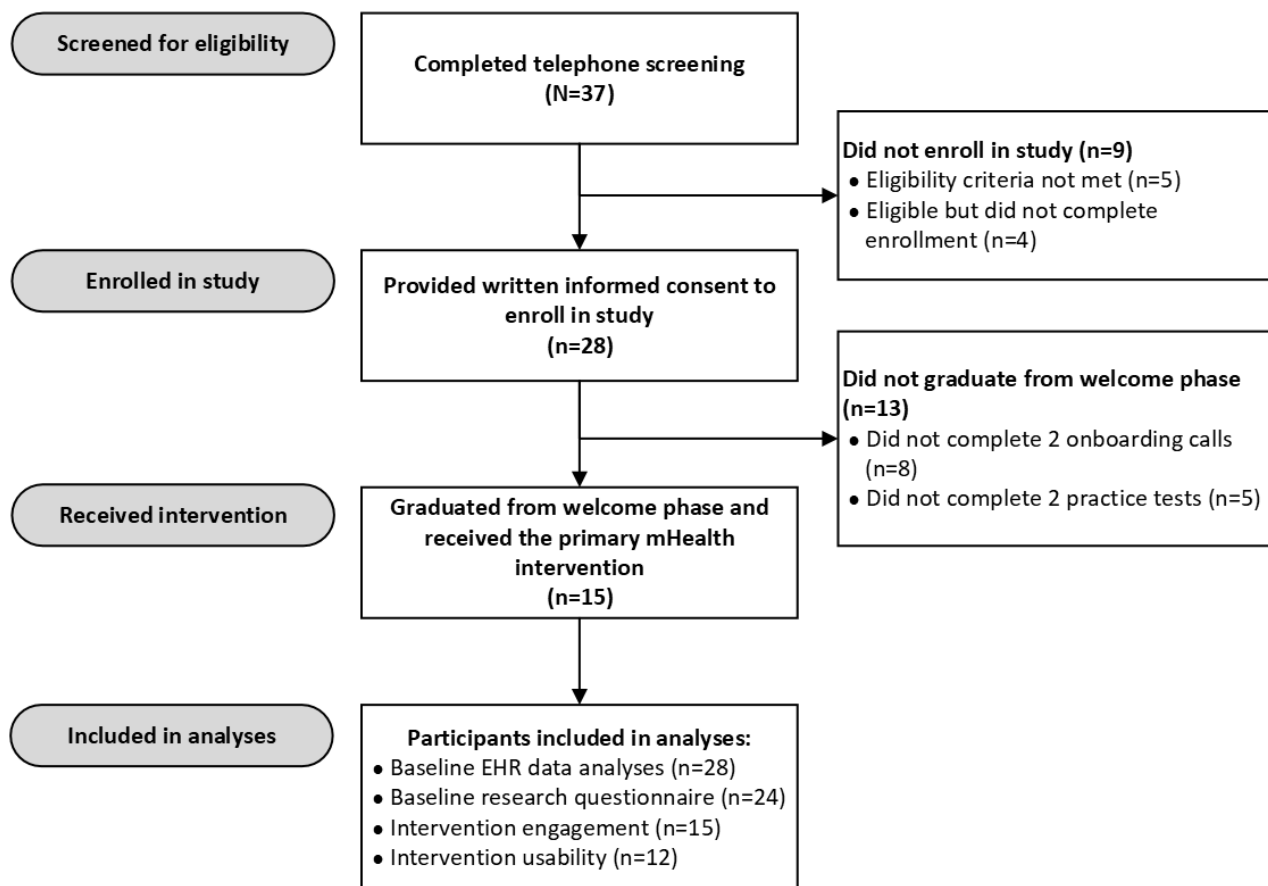 Screened for eligibility
Completed telephone screening
(N=37)
Did not enroll in study (n=9)
● Eligibility criteria not met (n=5)
● Eligible but did not complete
enrollment (n=4)
Enrolled in study
Provided written informed consent to
enroll in study
(n=28)
Did not graduate from welcome phase
(n=13)
● Did not complete 2 onboarding calls
(n=8)
● Did not complete 2 practice tests (n=5)
Received intervention
Graduated from welcome phase and
received the primary mHealth
intervention
(n=15)
Included in analyses
Participants included in analyses:
● Baseline EHR data analyses (n=28)
● Baseline research questionnaire (n=24)
● Intervention engagement (n=15)
● Intervention usability (n=12)